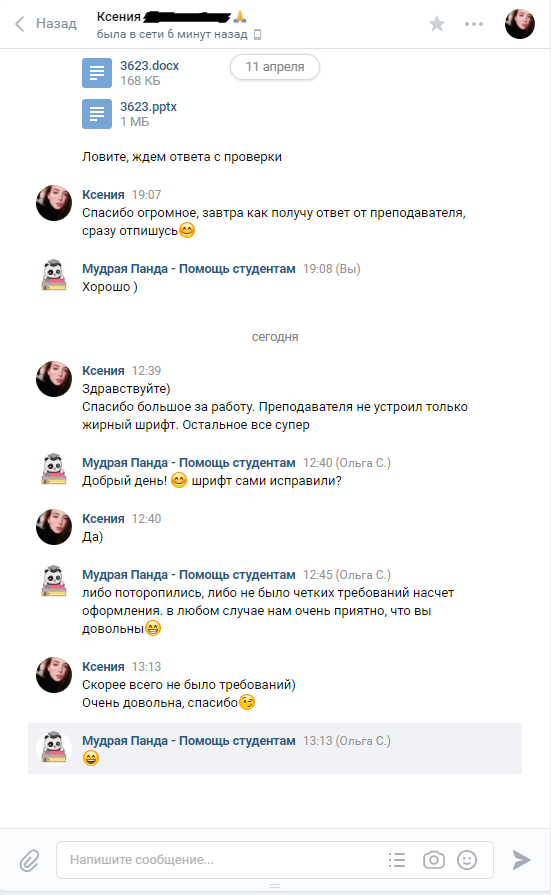 Назад
Ксения
была в сети 6 минут назад
11 апреля
3623.docx
168 КБ
3623.pptx
1 МБ
Ловите, ждем ответа с проверки
Ксения 19:07
Спасибо огромное, завтра как получу ответ от преподавателя,
сразу отпишусь😊
Мудрая Панда - Помощь студентам 19:08 (Вы)
Хорошо )
сегодня
Ксения 12:39
Здравствуйте)
Спасибо большое за работу. Преподавателя не устроил только
жирный шрифт. Остальное все супер
Мудрая Панда - Помощь студентам 12:40 (Ольга С.)
Добрый день! 😊 шрифт сами исправили?
Ксения 12:40
Да)
Мудрая Панда - Помощь студентам 12:45 (Ольга С.)
либо поторопились, либо не было четких требований насчет
оформления. в любом случае нам очень приятно, что вы
довольны😁
Ксения 13:13
Скорее всего не было требований)
Очень довольна, спасибо😉
Мудрая Панда - Помощь студентам 13:13 (Ольга С.)
😄
Напишите сообщение...